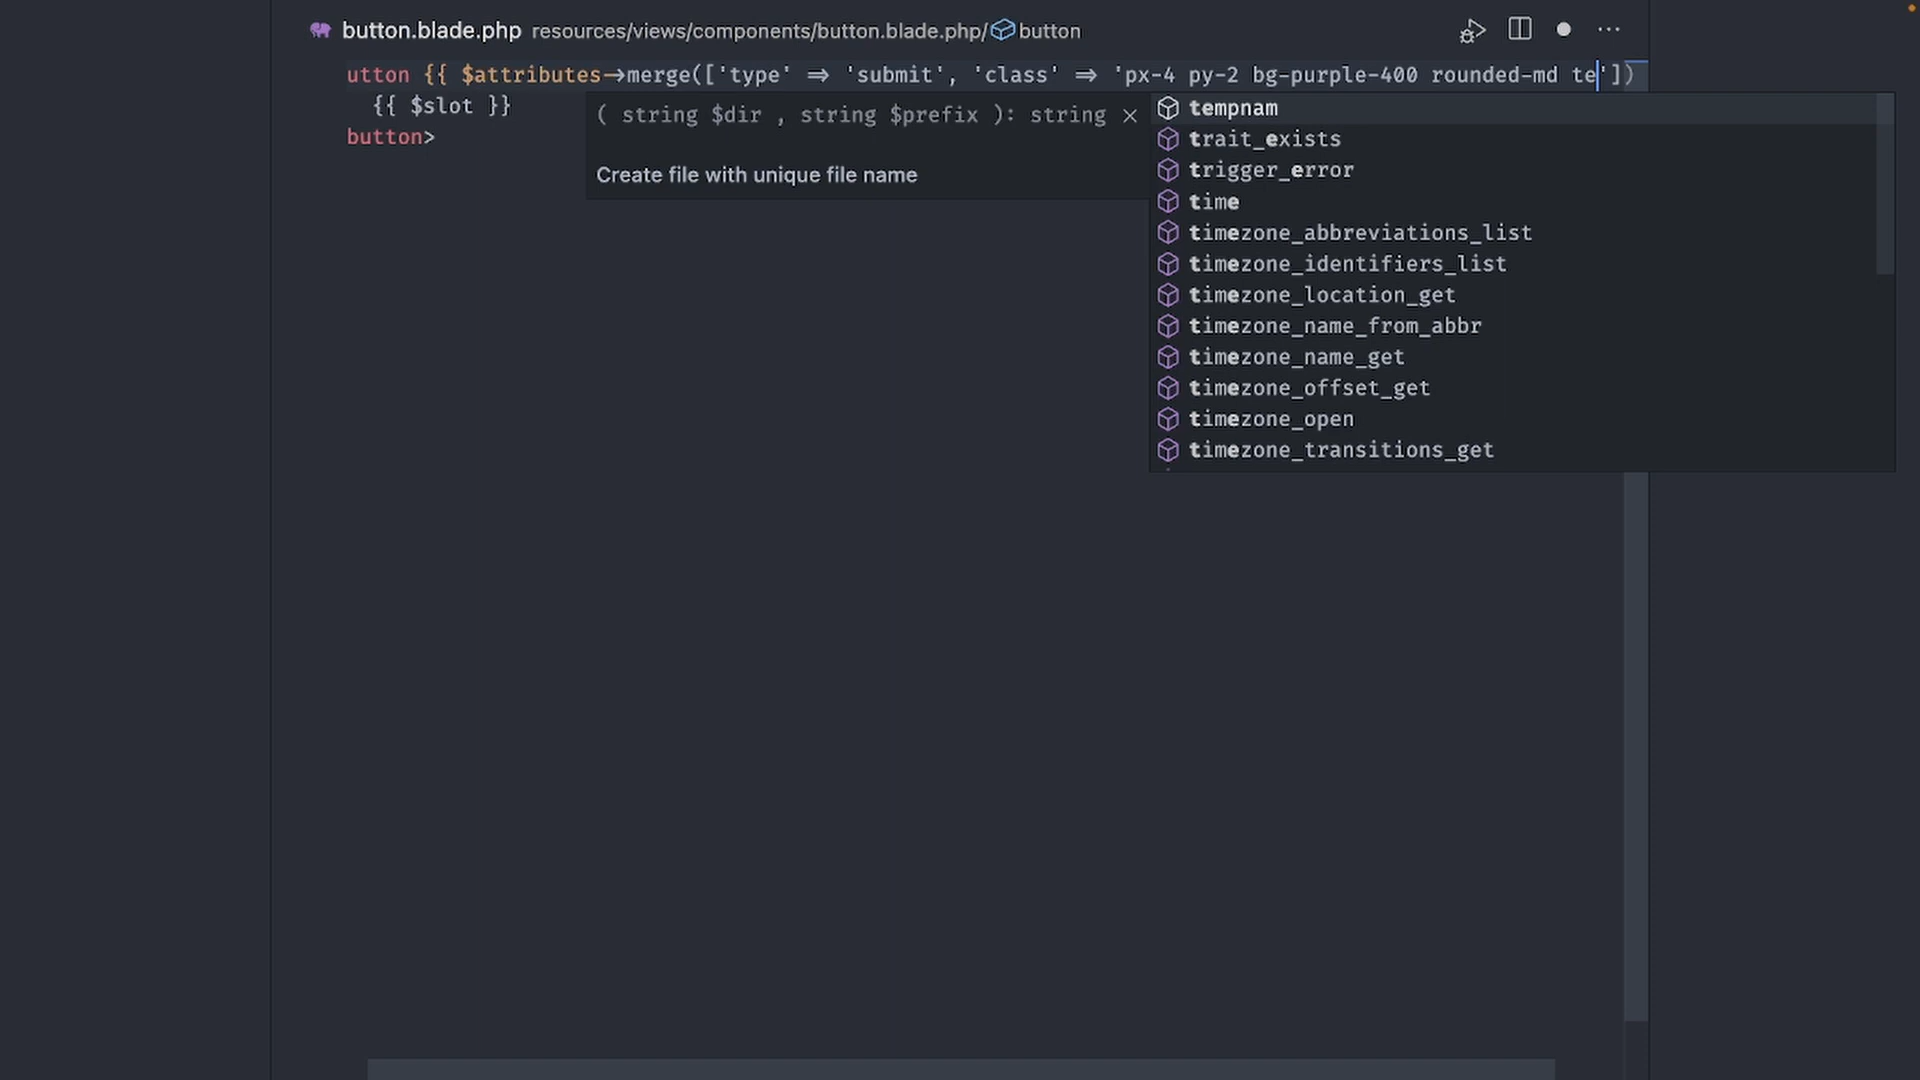 button.blade.php resources/views/components/button.blade.php/button
utton {{ $attributes->merge(['type' => 'submit', 'class' => 'px-4 py-2 bg-purple-400 rounded-md te'])
{{ $slot }}
button>
( string $dir , string $prefix ): string
Create file with unique file name
tempnam
trait_exists
trigger_error
time
timezone_abbreviations_list
timezone_identifiers_list
timezone_location_get
timezone_name_from_abbr
timezone_name_get
timezone_offset_get
timezone_open
timezone_transitions_get